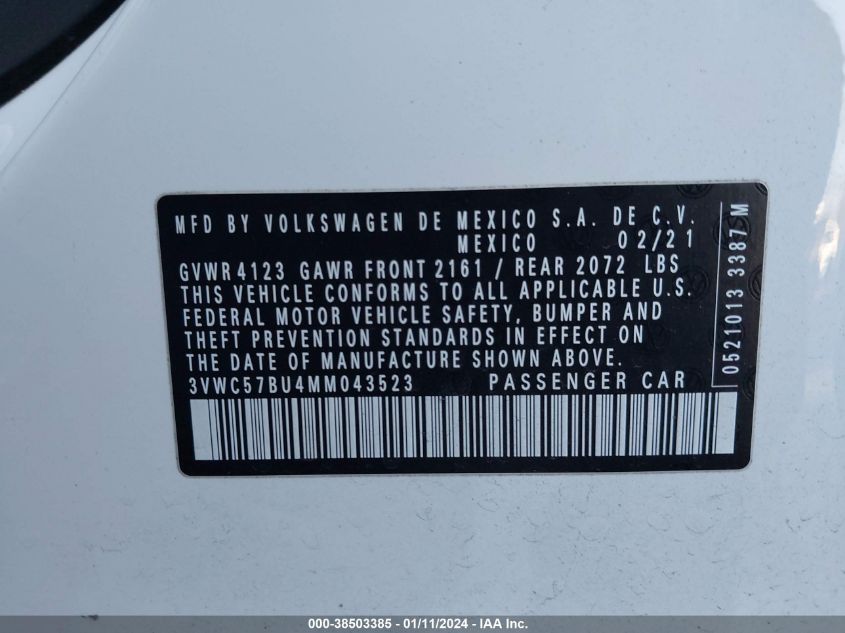 MFD BY VOLKSWAGEN DE MEXICO S.A. DE C.V.
MEXICO 02/21
GVWR 4123 GAWR FRONT 2161 / REAR 2072 LBS
THIS VEHICLE CONFORMS TO ALL APPLICABLE U.S.
FEDERAL MOTOR VEHICLE SAFETY, BUMPER AND
THEFT PREVENTION STANDARDS IN EFFECT ON
THE DATE OF MANUFACTURE SHOWN ABOVE.
3VWC57BU4MM043523 PASSENGER CAR
0521013 3387 M
000-38503385 - 01/11/2024 - IAA Inc.